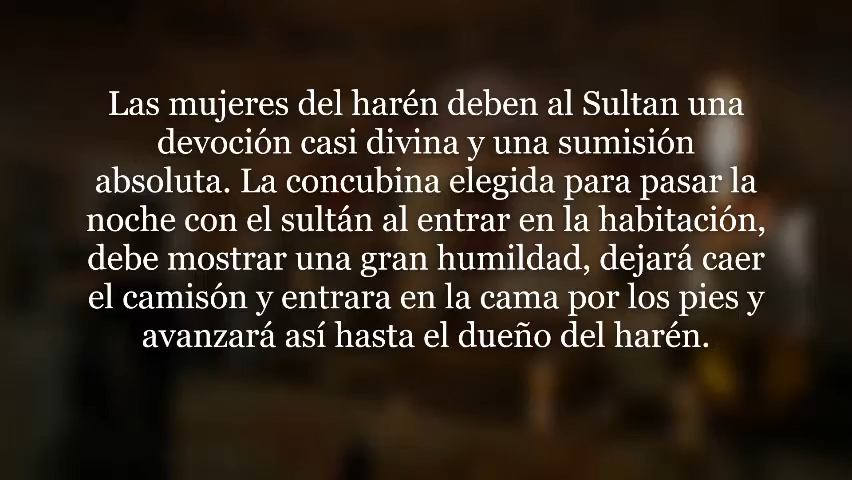 Las mujeres del harén deben al Sultan una
devoción casi divina y una sumisión
absoluta. La concubina elegida para pasar la
noche con el sultán al entrar en la habitación,
debe mostrar una gran humildad, dejará caer
el camisón y entrara en la cama por los pies y
avanzará así hasta el dueño del harén.